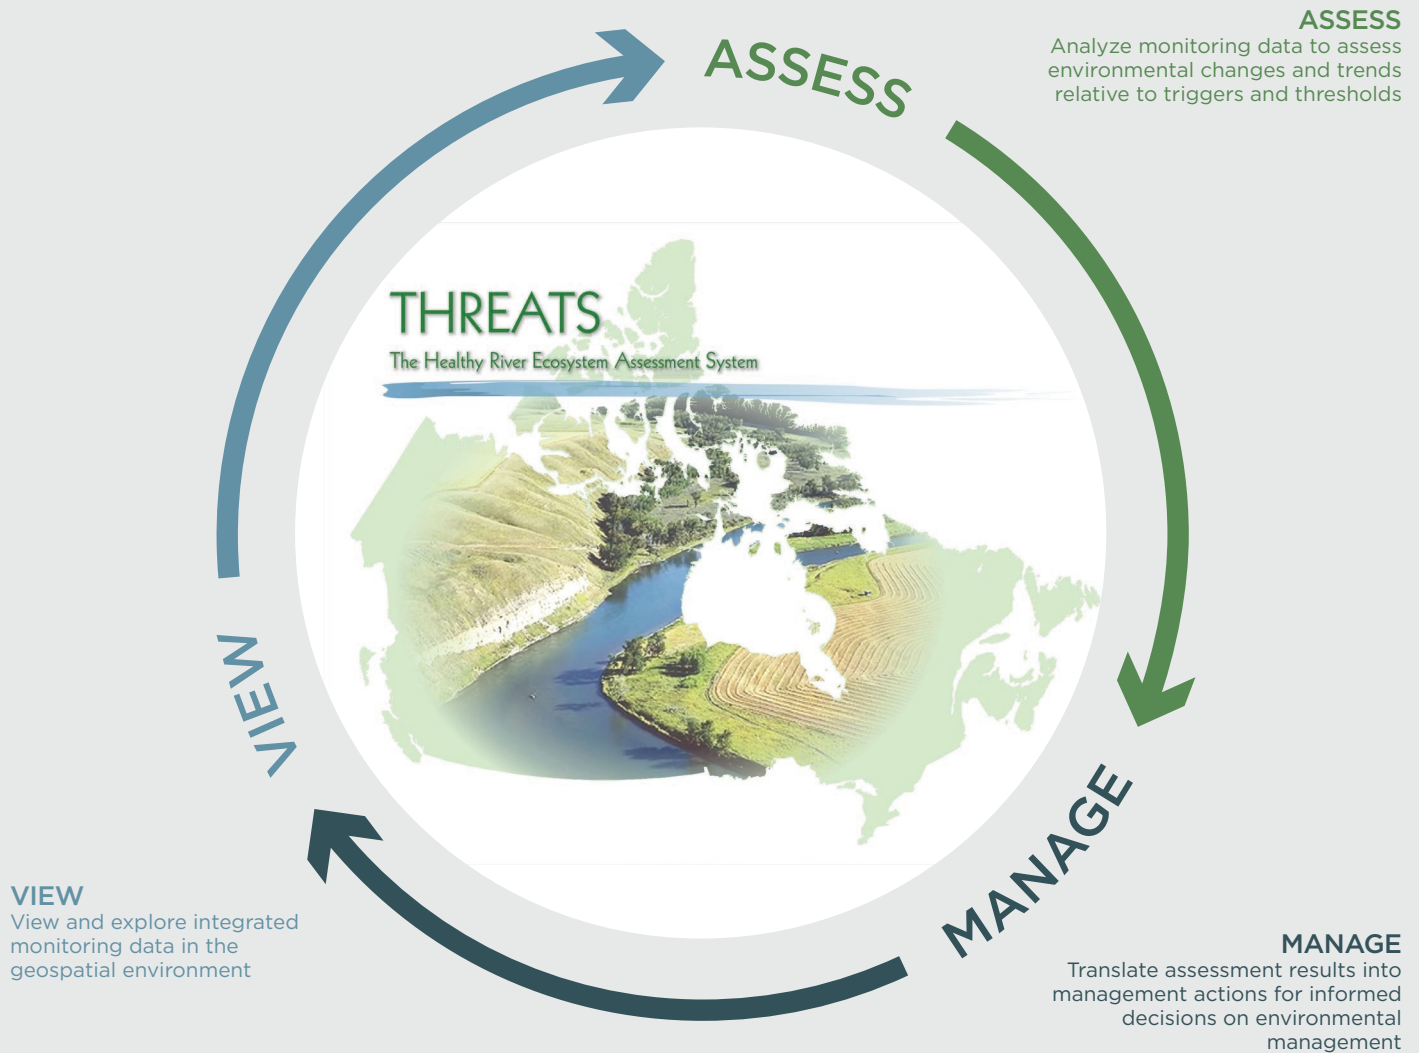 ASSESS
ASSESS
Analyze monitoring data to assess
environmental changes and trends
relative to triggers and thresholds
THREATS
The Healthy River Ecosystem Assessment System
VIEW
MANAGE
VIEW
View and explore integrated
monitoring data in the
geospatial environment
MANAGE
Translate assessment results into
management actions for informed
decisions on environmental
management